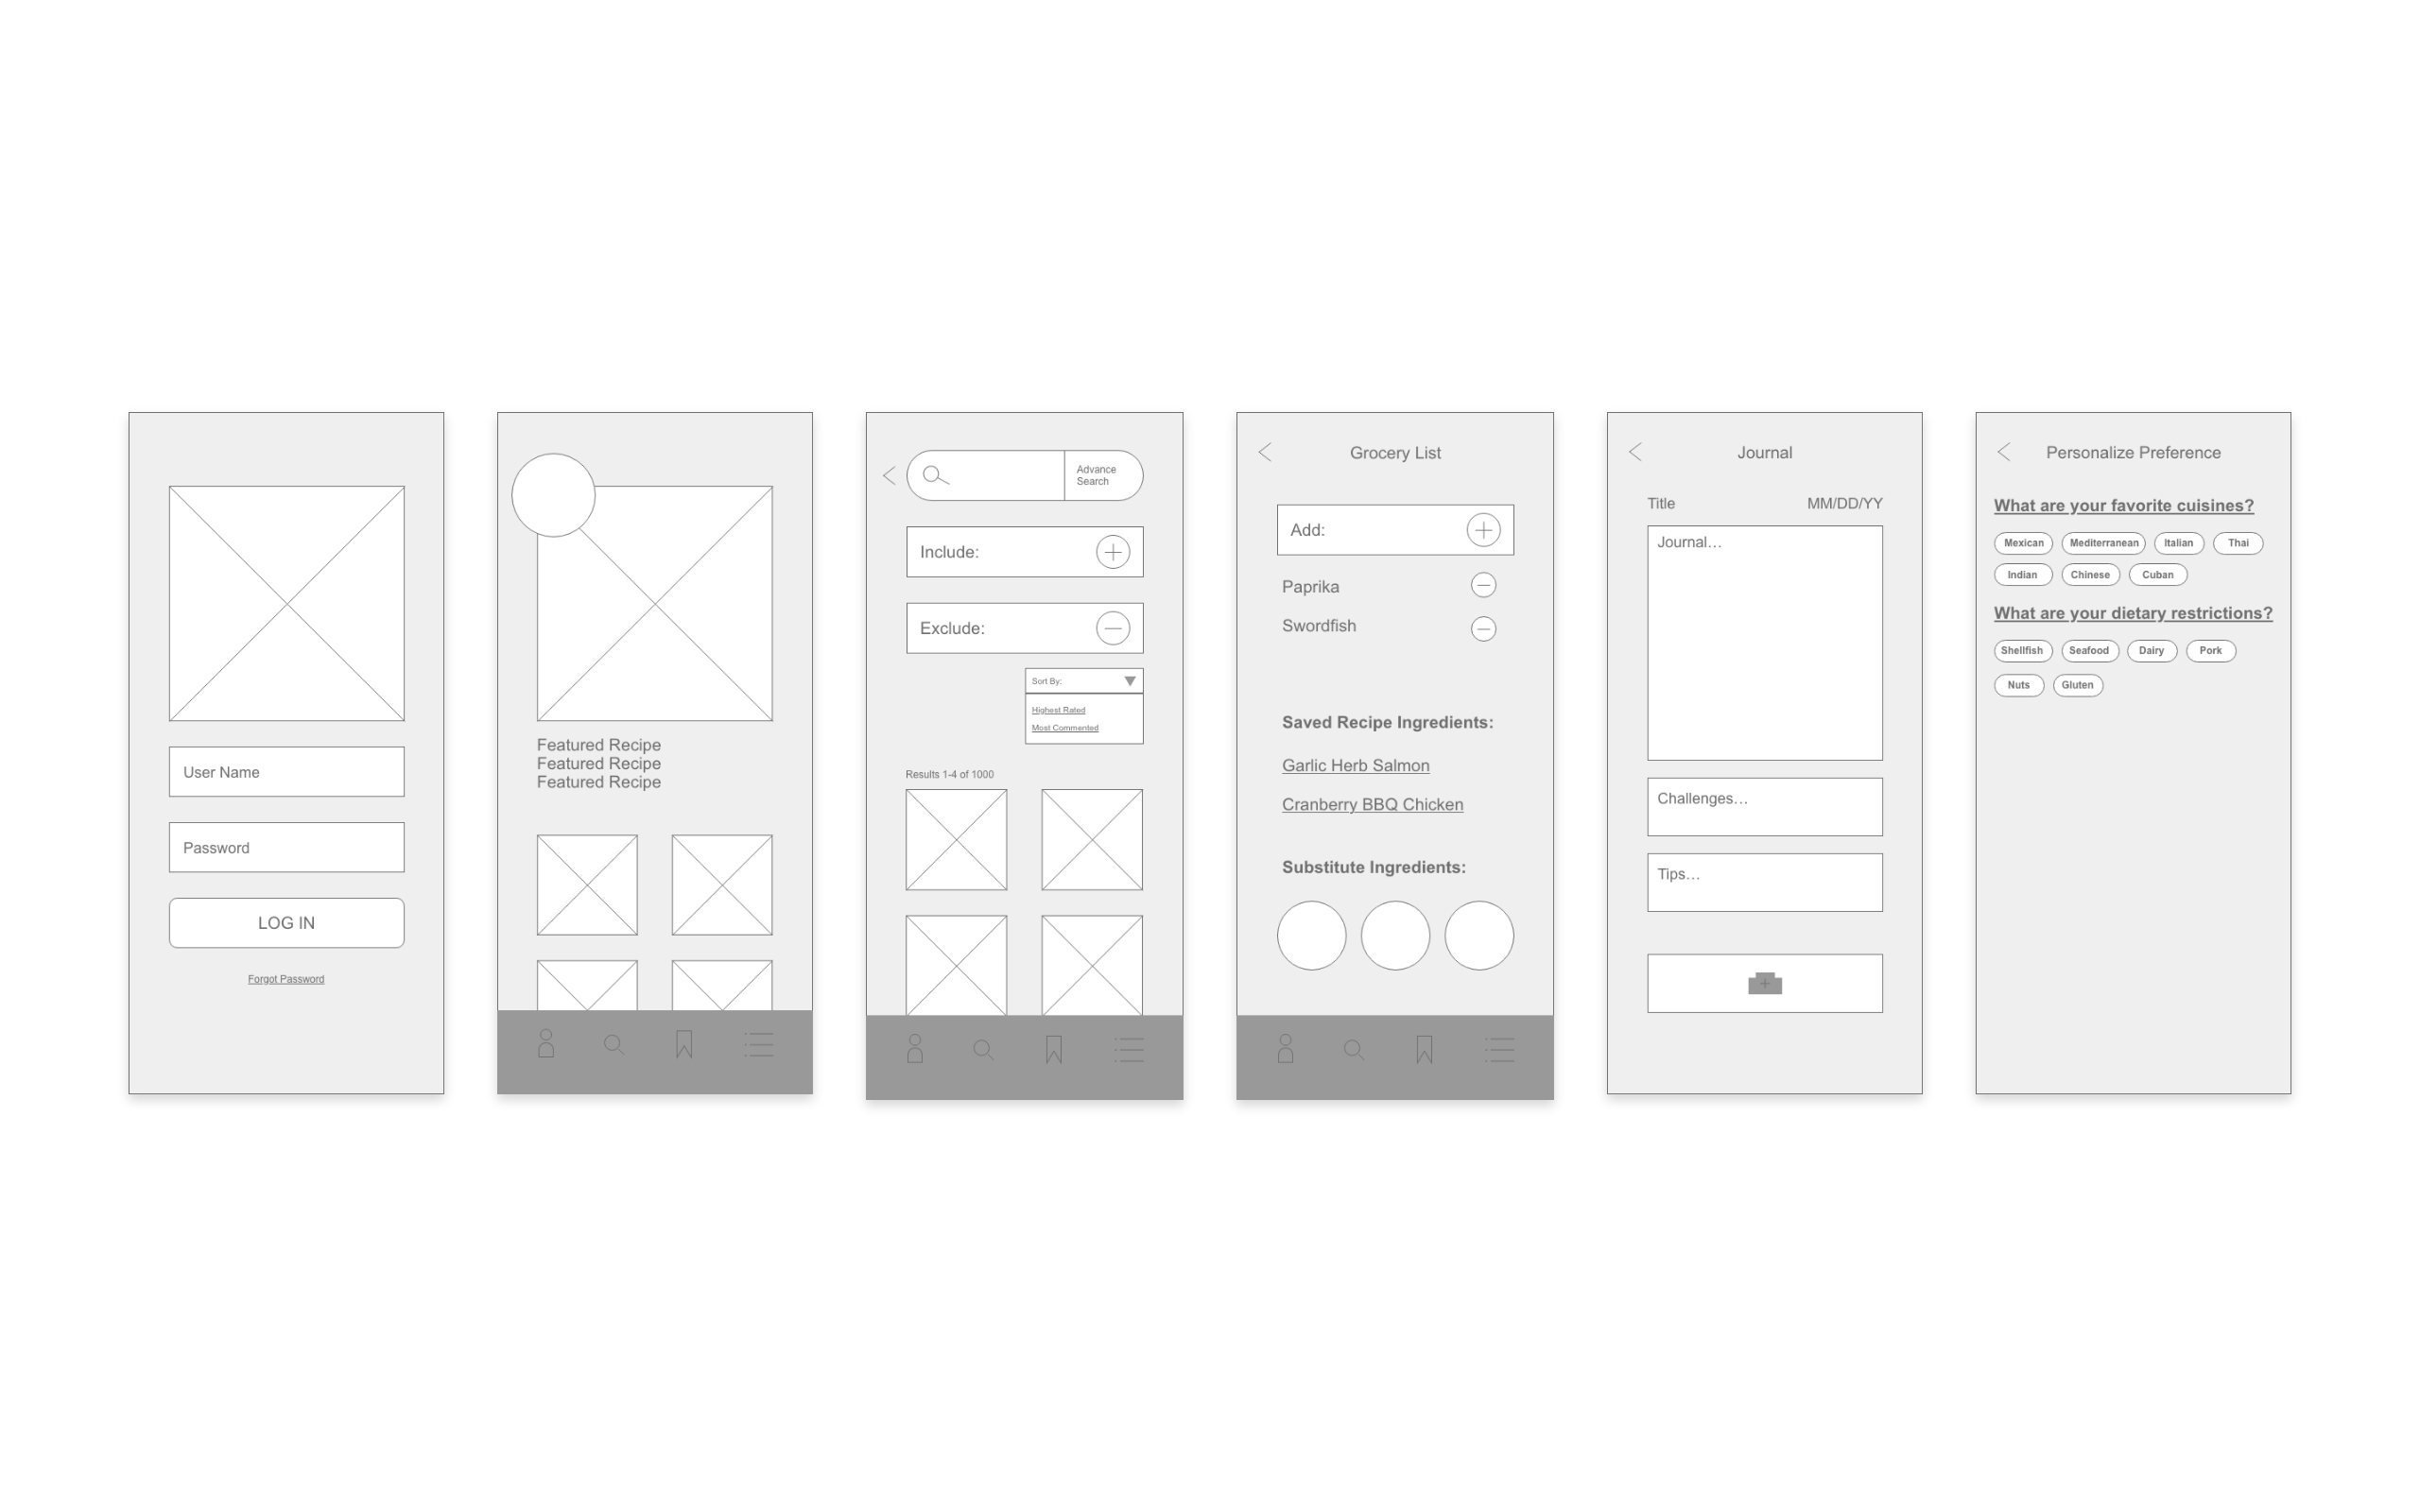 User Name
Password
LOG IN
Forgot Password
Featured Recipe
Featured Recipe
Featured Recipe
Advance
Search
Include:
Exclude:
Sort By:
Highest Rated
Most Commented
Results 1-4 of 1000
Grocery List
Add:
Paprika
Swordfish
Saved Recipe Ingredients:
Garlic Herb Salmon
Cranberry BBQ Chicken
Substitute Ingredients:
Journal
Title MM/DD/YY
Journal...
Challenges...
Tips...
Personalize Preference
What are your favorite cuisines?
Mexican Mediterranean Italian Thai
Indian Chinese Cuban
What are your dietary restrictions?
Shellfish Seafood Dairy Pork
Nuts Gluten